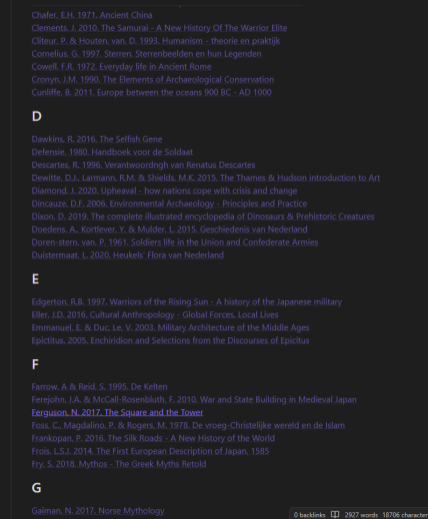 Chafer, E.H. 1971. Ancient China
Clements, J. 2010. The Samurai - A New History Of The Warrior Elite
Cliteur, P. & Houten, van, D. 1993. Humanism - theorie en praktijk
Cornelius, G. 1997. Sterren, Sterrenbeelden en hun Legenden
Cowell, F.R. 1972. Everyday life in Ancient Rome
Cronyn, J.M. 1990. The Elements of Archaeological Conservation
Cunliffe, B. 2011. Europe between the oceans 900 BC - AD 1000
D
Dawkins, R. 2016. The Selfish Gene
Defensie, 1980. Handboek voor de Soldaat
Descartes, R. 1996. Verantwoordngh van Renatus Descartes
Dewitte, D.J., Larmann, R.M. & Shields, M.K. 2015. The Thames & Hudson introduction to Art
Diamond, J. 2020. Upheaval - how nations cope with crisis and change
Dincauze, D.F. 2006. Environmental Archaeology - Principles and Practice
Dixon, D. 2019. The complete illustrated encyclopedia of Dinosaurs & Prehistoric Creatures
Doedens, A., Kortlever, Y. & Mulder, L. 2015. Geschiedenis van Nederland
Doren-stern, van, P. 1961. Soldiers life in the Union and Confederate Armies
Duistermaat, L. 2020. Heukels' Flora van Nederland
E
Edgerton, R.B. 1997. Warriors of the Rising Sun - A history of the Japanese military
Eller, J.D. 2016. Cultural Anthropology - Global Forces, Local Lives
Emmanuel, E. & Duc, Le, V. 2003. Military Architecture of the Middle Ages
Epictitus, 2005. Enchiridion and Selections from the Discourses of Epicitus
F
Farrow, A & Reid, S. 1995. De Kelten
Ferejohn, J.A. & McCall-Rosenbluth, F. 2010. War and State Building in Medieval Japan
Ferguson, N. 2017. The Square and the Tower
Foss, C., Magdalino, P. & Rogers, M. 1978. De vroeg-Christelijke wereld en de Islam
Frankopan, P. 2016. The Silk Roads - A New History of the World
Frois, L.S.J. 2014. The First European Description of Japan, 1585
Fry, S. 2018. Mythos - The Greek Myths Retold
G
Gaiman, N. 2017. Norse Mythology
0 backlinks 2927 words 18706 character